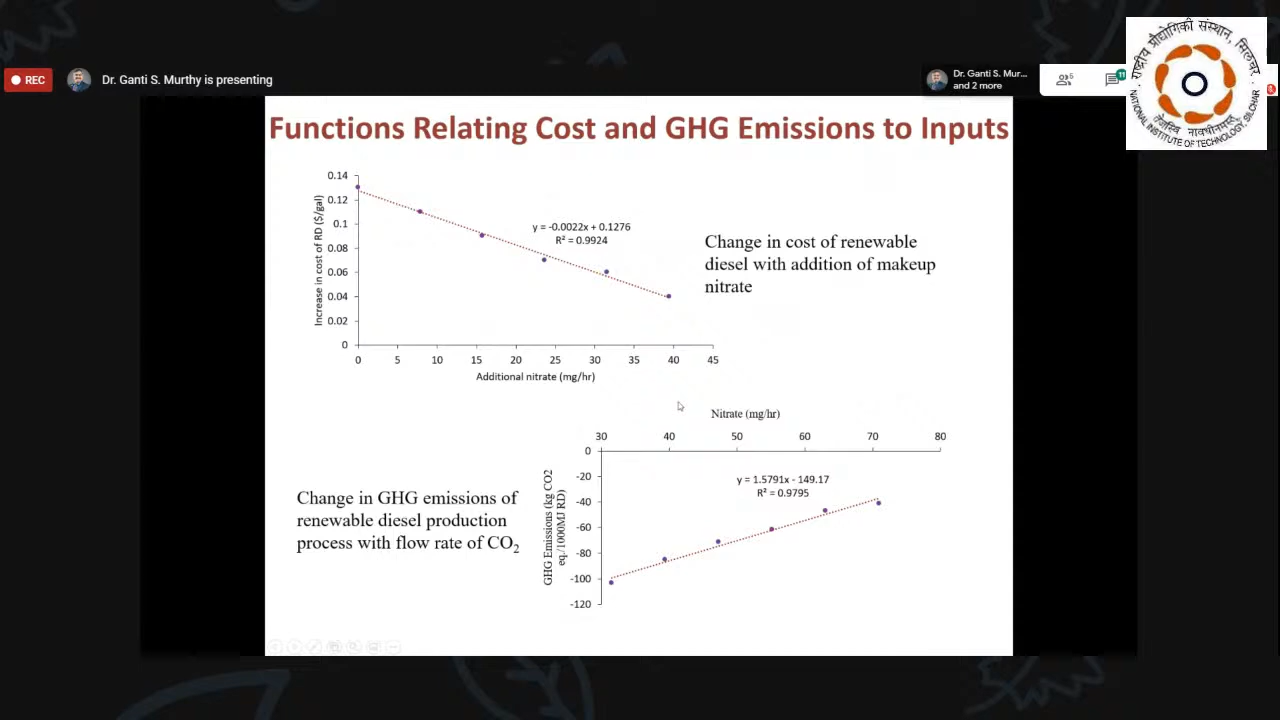 REC
Dr. Ganti S. Murthy is presenting
Dr. Ganti S. Mur...
and 2 more
5
11
राष्ट्रीय प्रौद्योगिकी संस्थान, सिलचर
NATIONAL INSTITUTE OF TECHNOLOGY, SILCHAR
Functions Relating Cost and GHG Emissions to Inputs
Increase in cost of RD ($/gal)
0.14
0.12
0.1
0.08
0.06
0.04
0.02
0
y = -0.0022x + 0.1276
R² = 0.9924
0 5 10 15 20 25 30 35 40 45
Additional nitrate (mg/hr)
Change in cost of renewable
diesel with addition of makeup
nitrate
Change in GHG emissions of
renewable diesel production
process with flow rate of CO₂
Nitrate (mg/hr)
30 40 50 60 70 80
GHG Emissions (kg CO2
eq./1000MJ RD)
0
-20
-40
-60
-80
-100
-120
y = 1.5791x - 149.17
R² = 0.9795